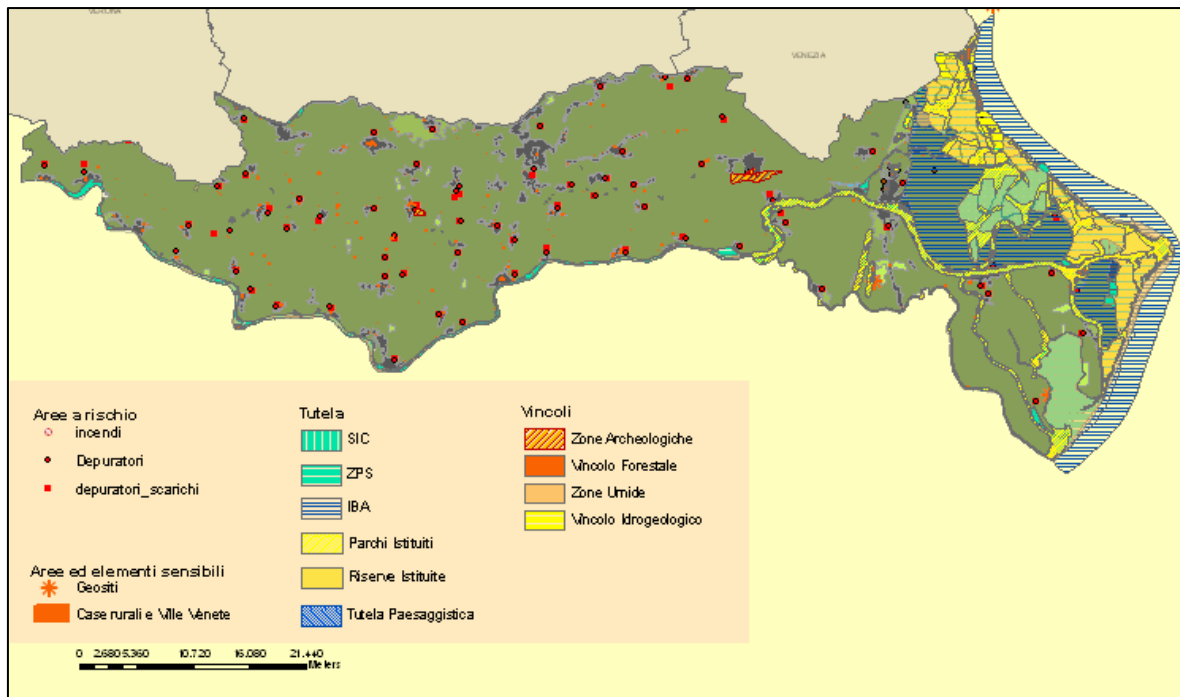 VERONA
VENEZIA
Aree a rischio
incendi
Depuratori
depuratori_scarichi
Aree ed elementi sensibili
Geositi
Case rurali e Ville Venete
Tutela
SIC
ZPS
IBA
Parchi Istituiti
Riserve Istituite
Tutela Paesaggistica
Vincoli
Zone Archeologiche
Vincolo Forestale
Zone Umide
Vincolo Idrogeologico
0 2.680 5.360 10.720 16.080 21.440
Meters